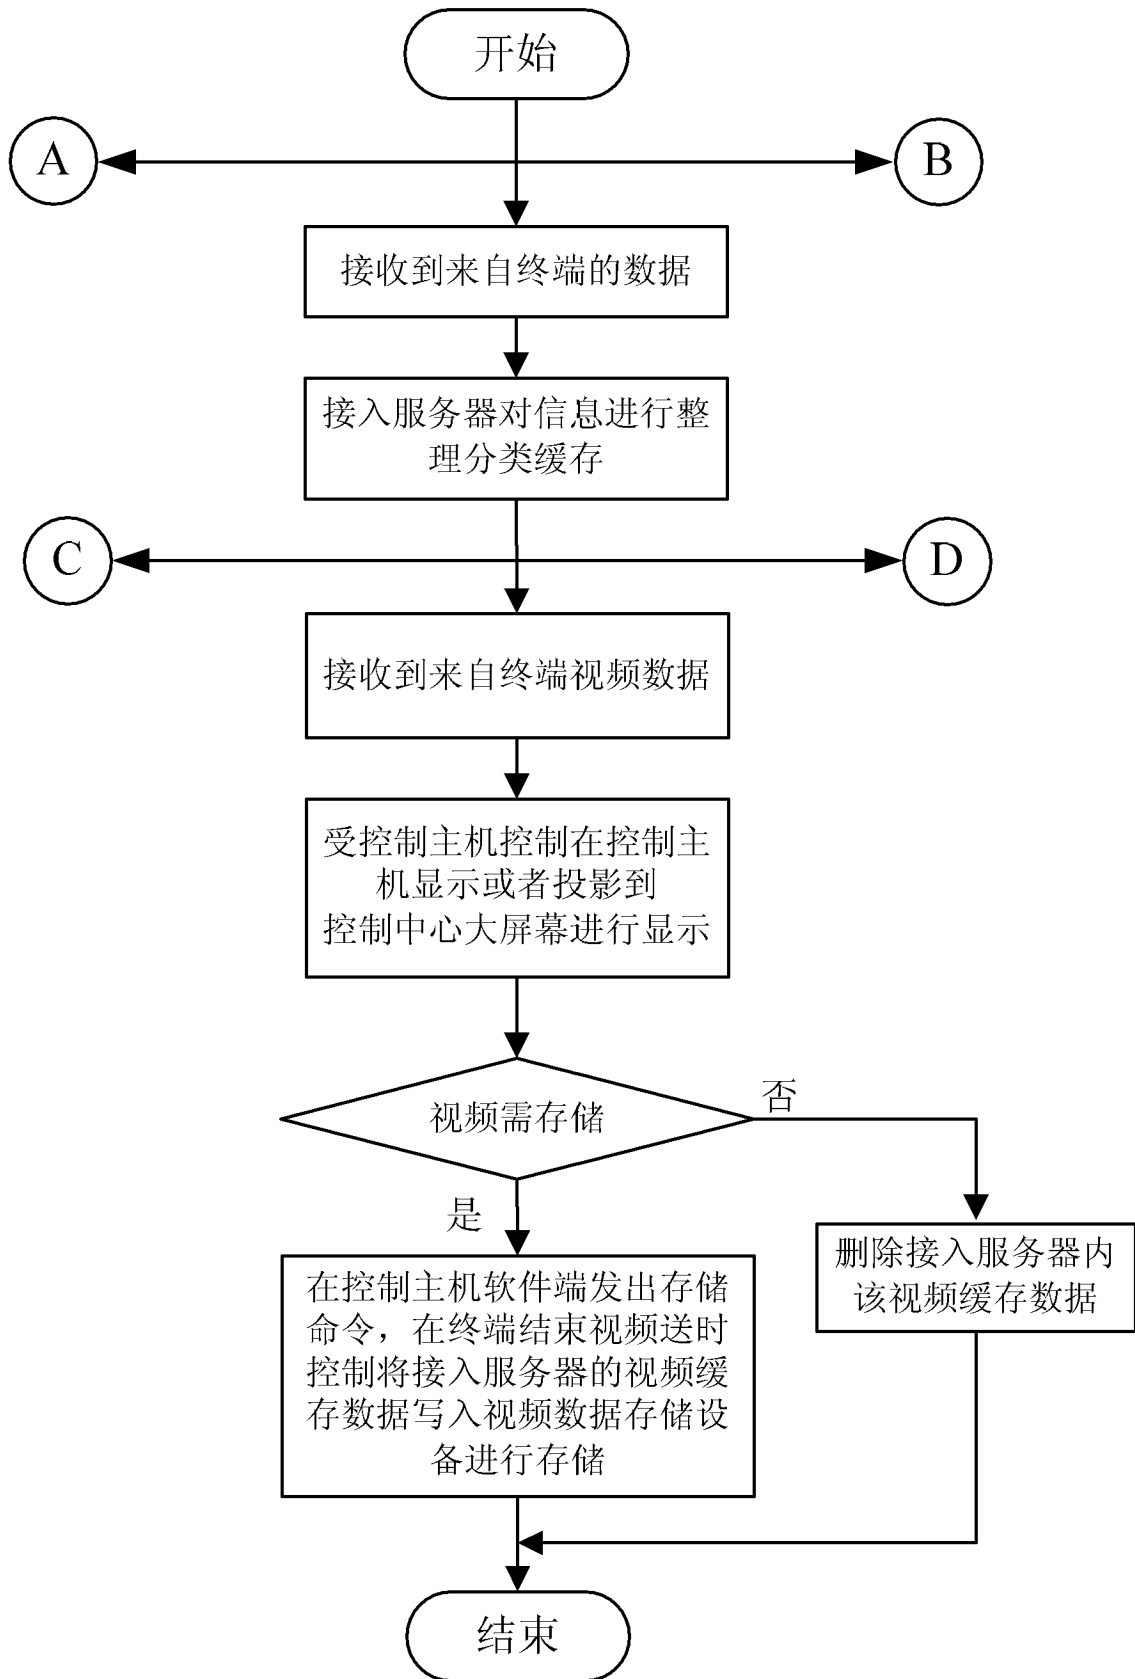 开始
A
B
接收到来自终端的数据
接入服务器对信息进行整
理分类缓存
C
D
接收到来自终端视频数据
受控制主机控制在控制主
机显示或者投影到
控制中心大屏幕进行显示
视频需存储
否
是
删除接入服务器内
该视频缓存数据
在控制主机软件端发出存储
命令，在终端结束视频送时
控制将接入服务器的视频缓
存数据写入视频数据存储设
备进行存储
结束